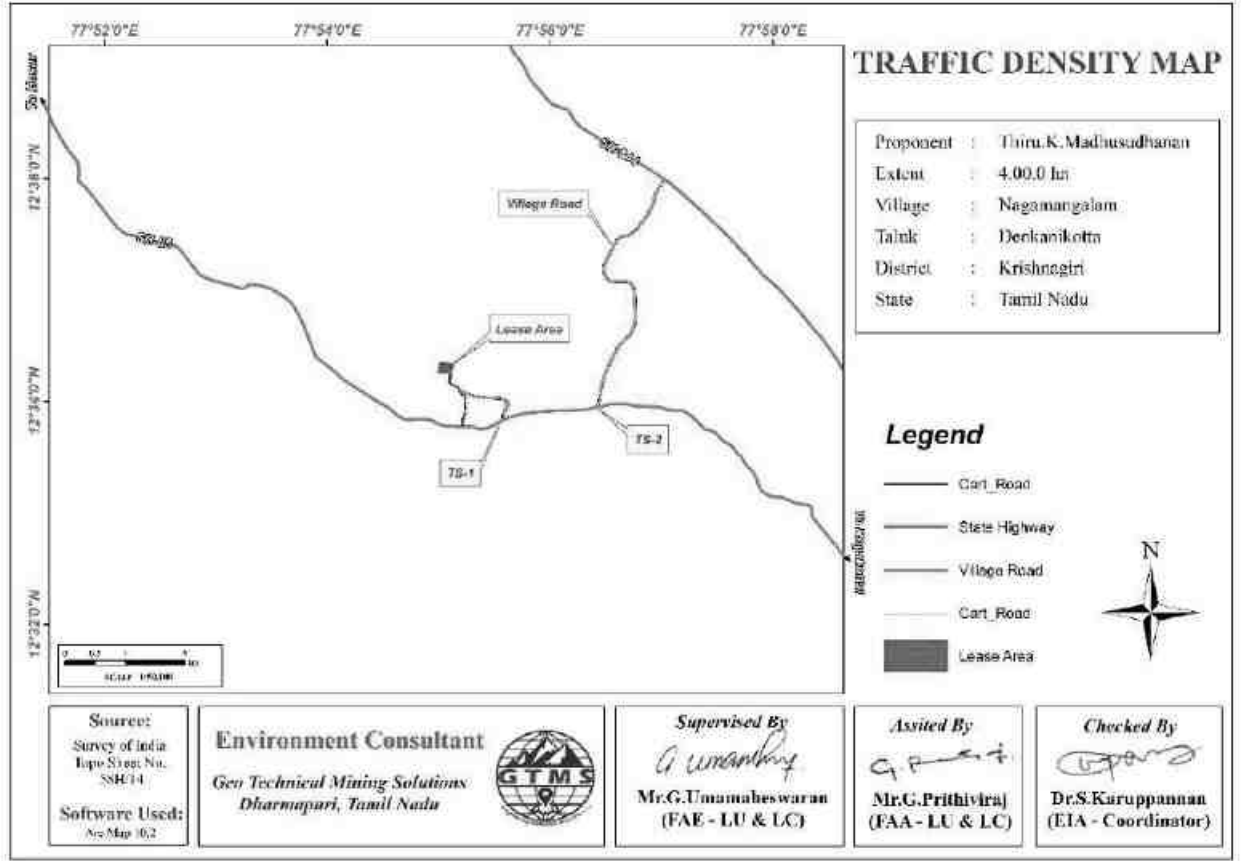 77°52'0"E
77°54'0"E
77°56'0"E
77°58'0"E
TRAFFIC DENSITY MAP
Proponent : Thiru.K.Madhusudhanan
Extent : 4.00.0 ha
Village : Nagamangalam
Taluk : Denkanikotta
District : Krishnagiri
State : Tamil Nadu
12°38'0"N
12°36'0"N
12°32'0"N
Village Road
Lease Area
TS-1
TS-2
Legend
Cart_Road
State Highway
Village Road
Cart_Road
Lease Area
N
Source:
Survey of India
Topo Sheet No.
Software Used:
Arc Map 10.2
Environment Consultant
Geo Technical Mining Solutions
Dharmapuri, Tamil Nadu
GTMS
Supervised By
Mr.G.Umamaheswaran
(FAE - LU & LC)
Assited By
Mr.G.Prithiviraj
(FAA - LU & LC)
Checked By
Dr.S.Karuppannan
(EIA - Coordinator)